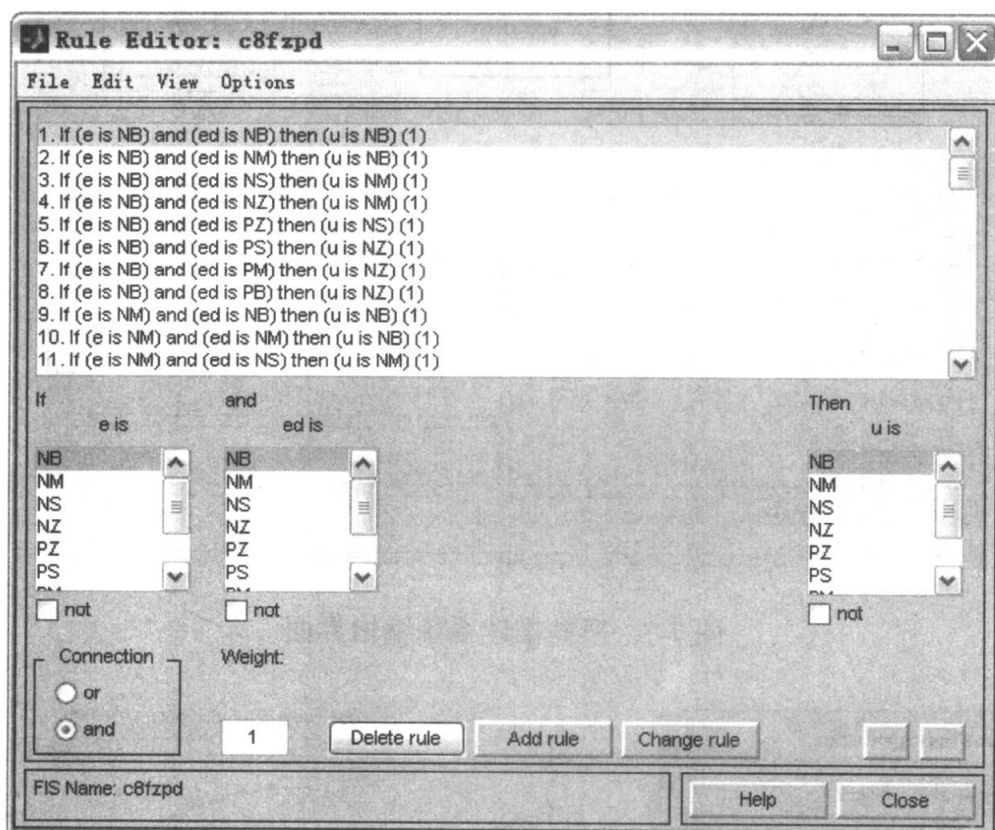 Rule Editor: c8fzpd
File Edit View Options
1. If (e is NB) and (ed is NB) then (u is NB) (1)
2. If (e is NB) and (ed is NM) then (u is NB) (1)
3. If (e is NB) and (ed is NS) then (u is NM) (1)
4. If (e is NB) and (ed is NZ) then (u is NM) (1)
5. If (e is NB) and (ed is PZ) then (u is NS) (1)
6. If (e is NB) and (ed is PS) then (u is NZ) (1)
7. If (e is NB) and (ed is PM) then (u is NZ) (1)
8. If (e is NB) and (ed is PB) then (u is NZ) (1)
9. If (e is NM) and (ed is NB) then (u is NB) (1)
10. If (e is NM) and (ed is NM) then (u is NB) (1)
11. If (e is NM) and (ed is NS) then (u is NM) (1)
If and Then
e is ed is u is
NB NB NB
NM NM NM
NS NS NS
NZ NZ NZ
PZ PZ PZ
PS PS PS
PM PM PM
not not not
Connection Weight:
or
and 1 Delete rule Add rule Change rule
FIS Name: c8fzpd Help Close